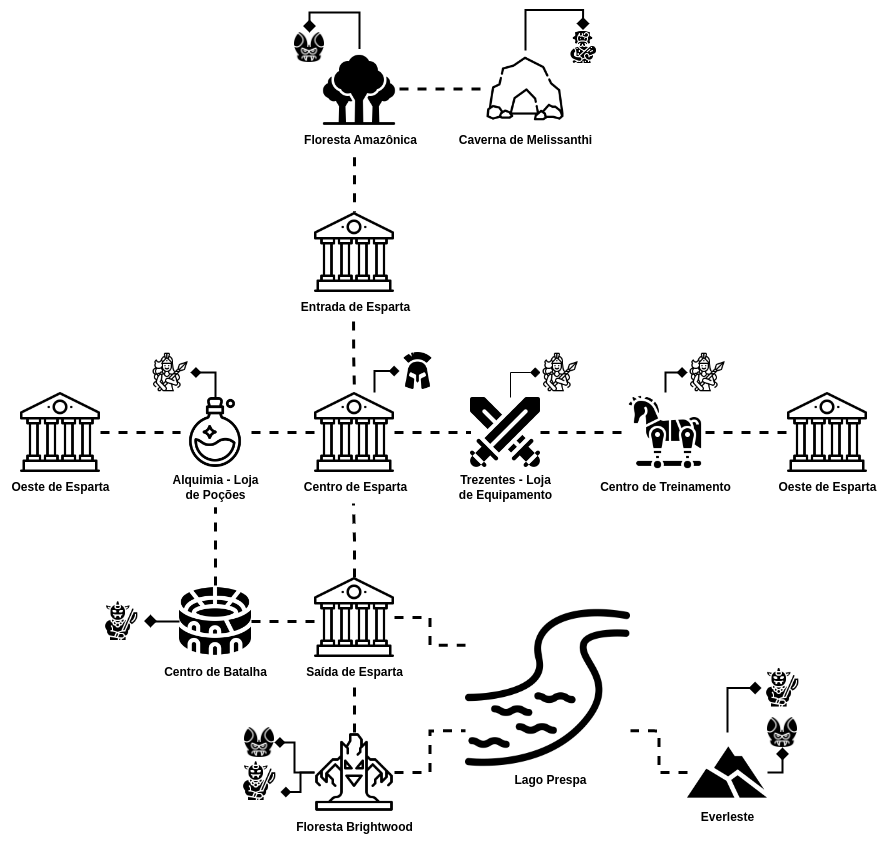 Floresta Amazônica
Caverna de Melissanthi
Entrada de Esparta
Oeste de Esparta
Alquimia - Loja
de Poções
Centro de Esparta
Trezentes - Loja
de Equipamento
Centro de Treinamento
Oeste de Esparta
Centro de Batalha
Saída de Esparta
Lago Prespa
Floresta Brightwood
Everleste